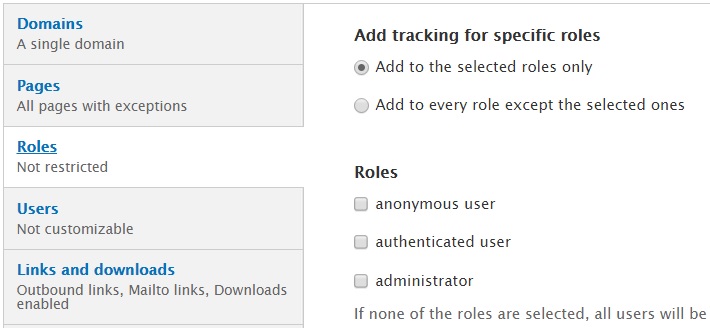 Domains
A single domain
Pages
All pages with exceptions
Roles
Not restricted
Users
Not customizable
Links and downloads
Outbound links, Mailto links, Downloads
enabled
Add tracking for specific roles
Add to the selected roles only
Add to every role except the selected ones
Roles
anonymous user
authenticated user
administrator
If none of the roles are selected, all users will be